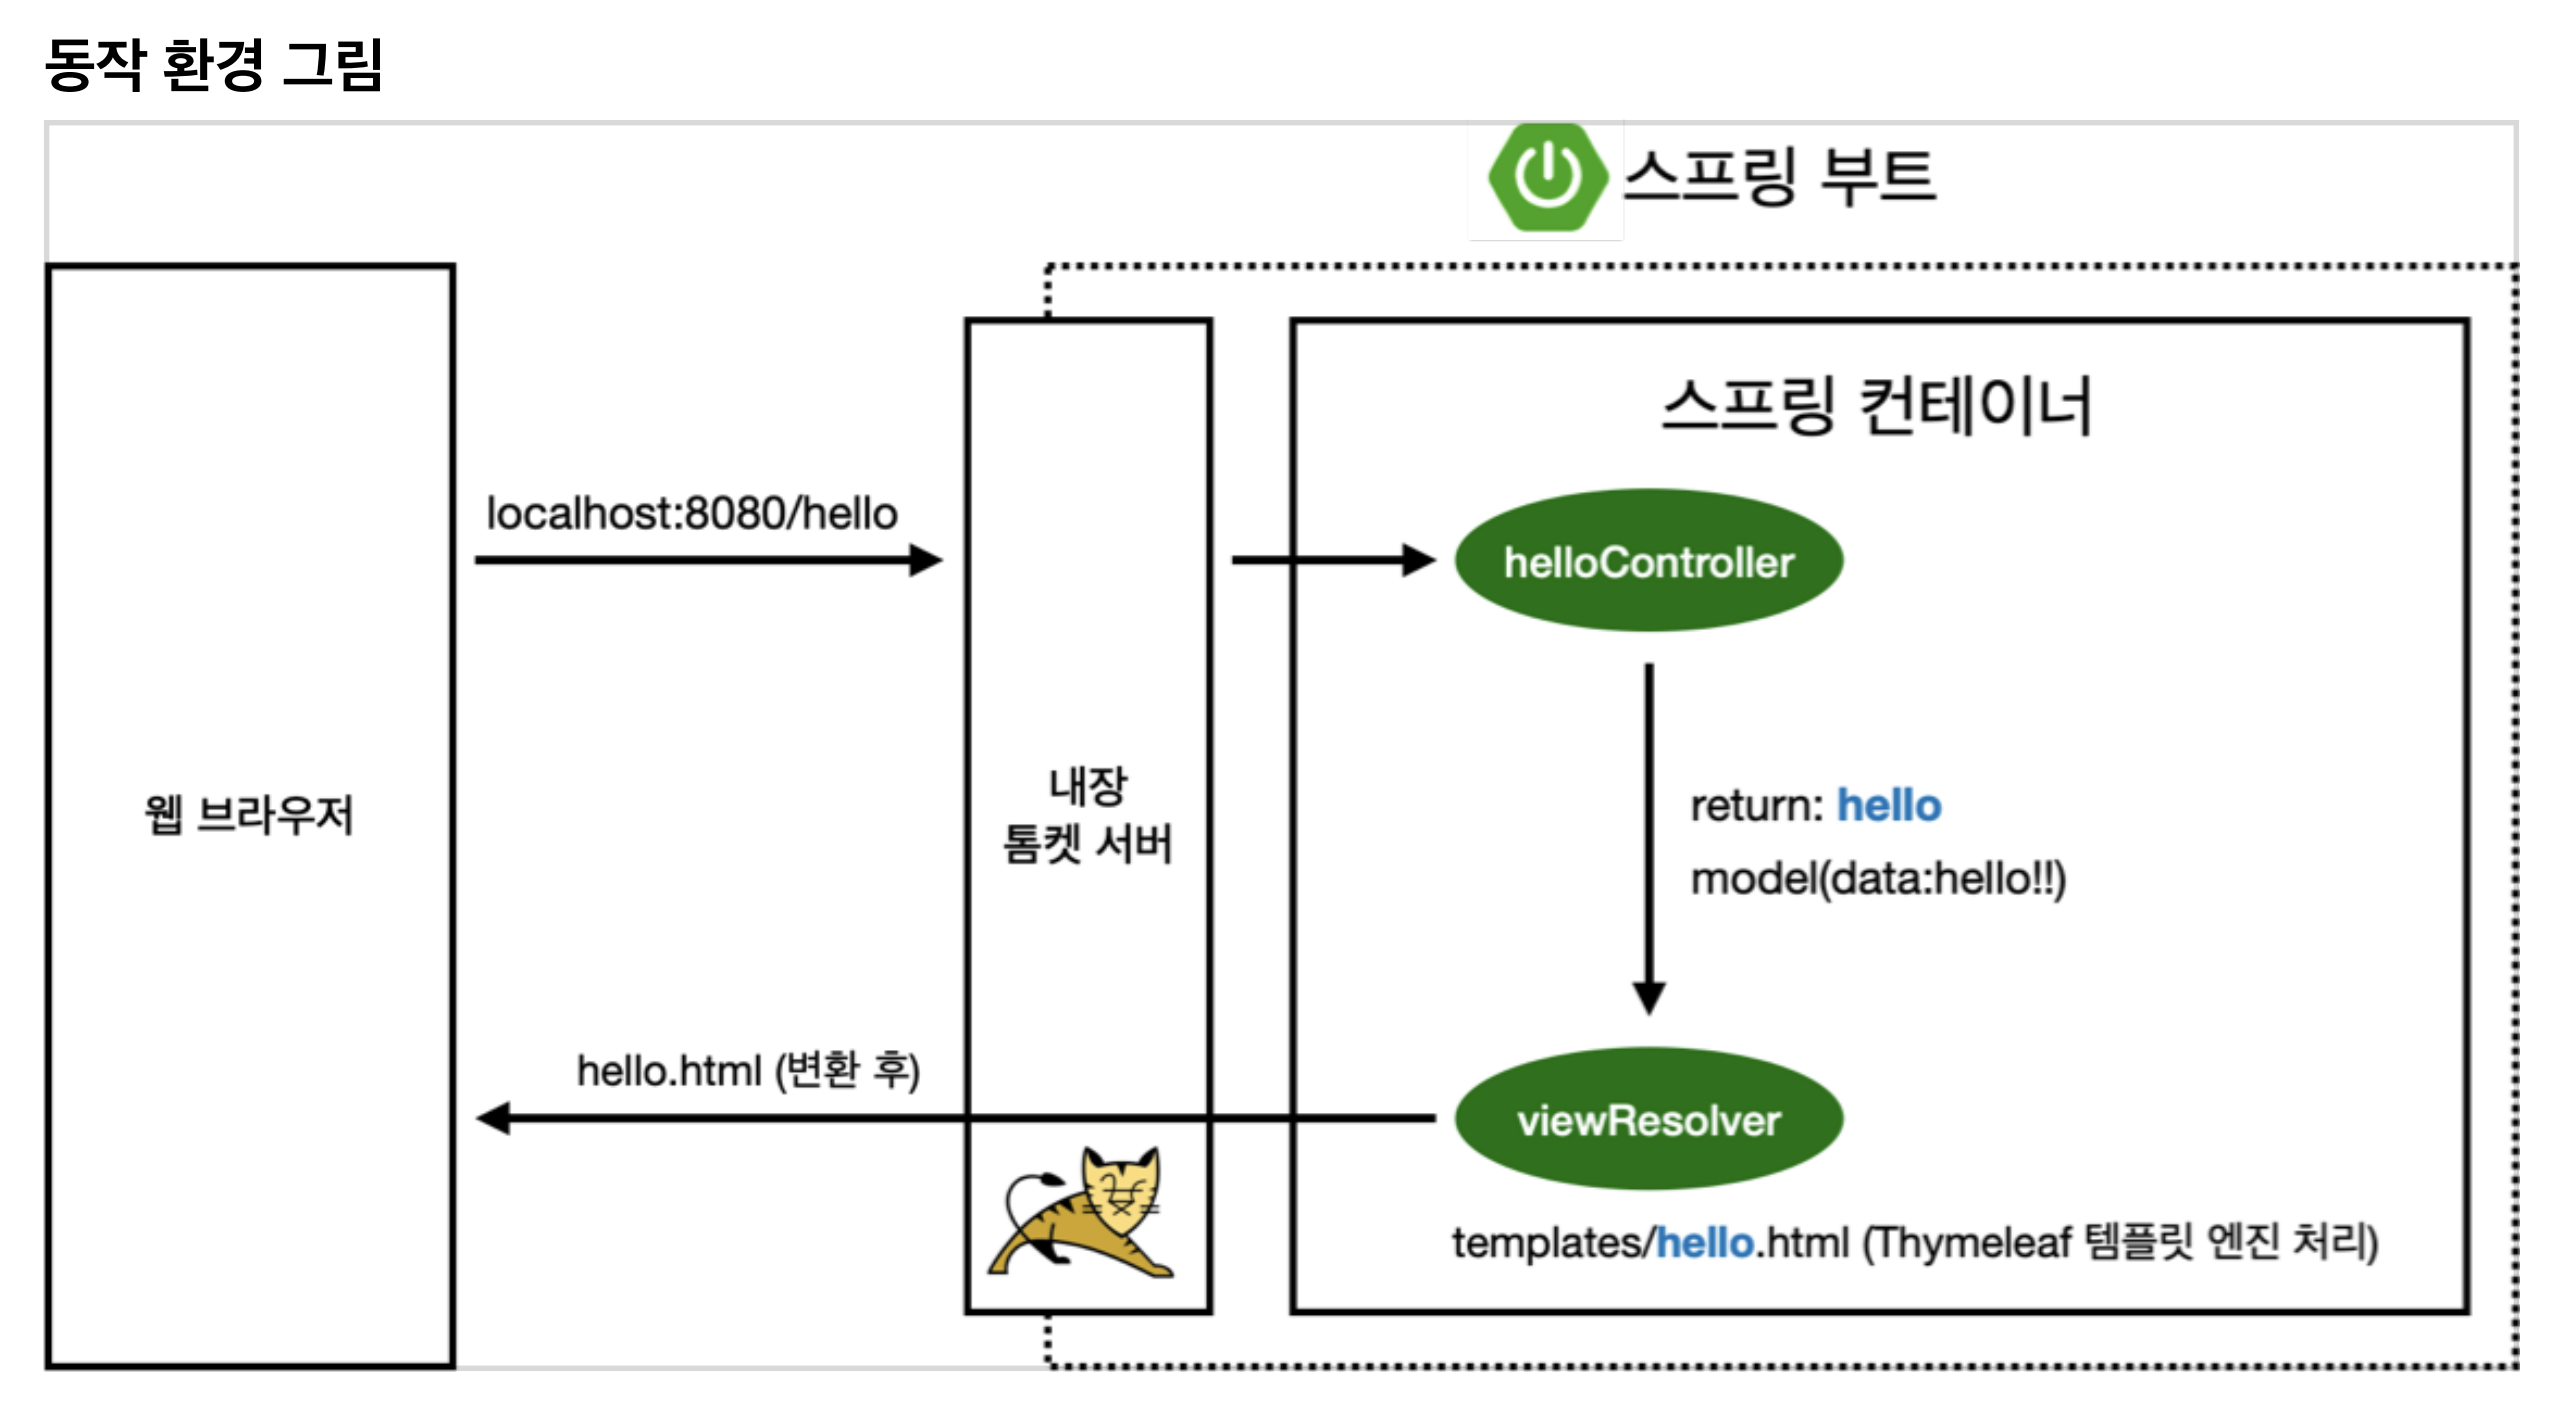 동작 환경 그림
스프링 부트
스프링 컨테이너
localhost:8080/hello
helloController
웹 브라우저
내장
톰켓 서버
return: hello
model(data:hello!!)
hello.html (변환 후)
viewResolver
templates/hello.html (Thymeleaf 템플릿 엔진 처리)